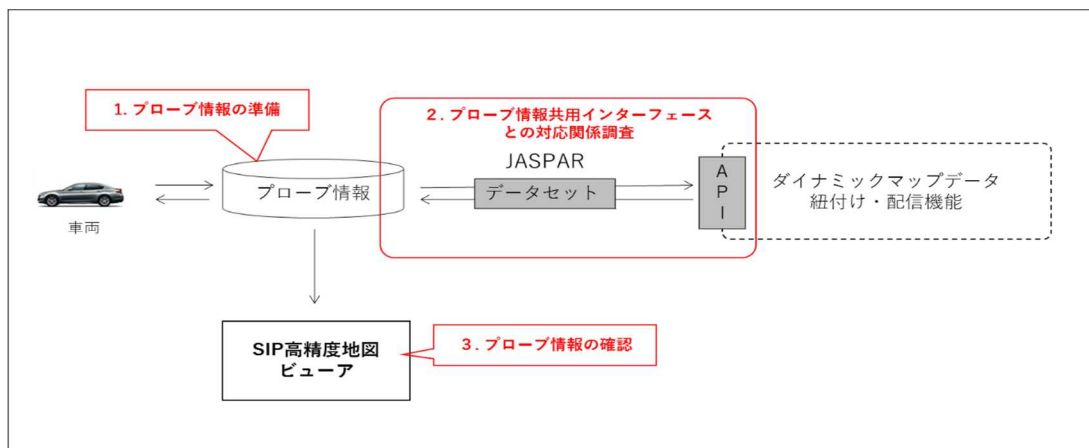 1. プローブ情報の準備
2. プローブ情報共用インターフェース
との対応関係調査
JASPAR
車両
プローブ情報
データセット
API
ダイナミックマップデータ
紐付け・配信機能
SIP高精度地図
ビューア
3. プローブ情報の確認